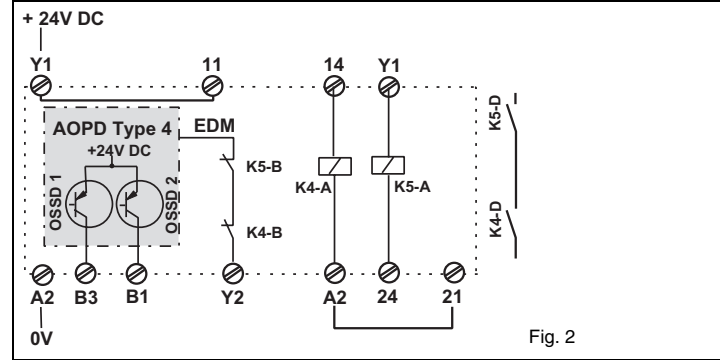 + 24V DC
Y1 11 14 Y1
AOPD Type 4 EDM
+24V DC
OSSD 1
OSSD 2
K5-B
K4-B
K4-A
K5-A
K5-D
K4-D
A2 B3 B1 Y2 A2 24 21
0V
Fig. 2